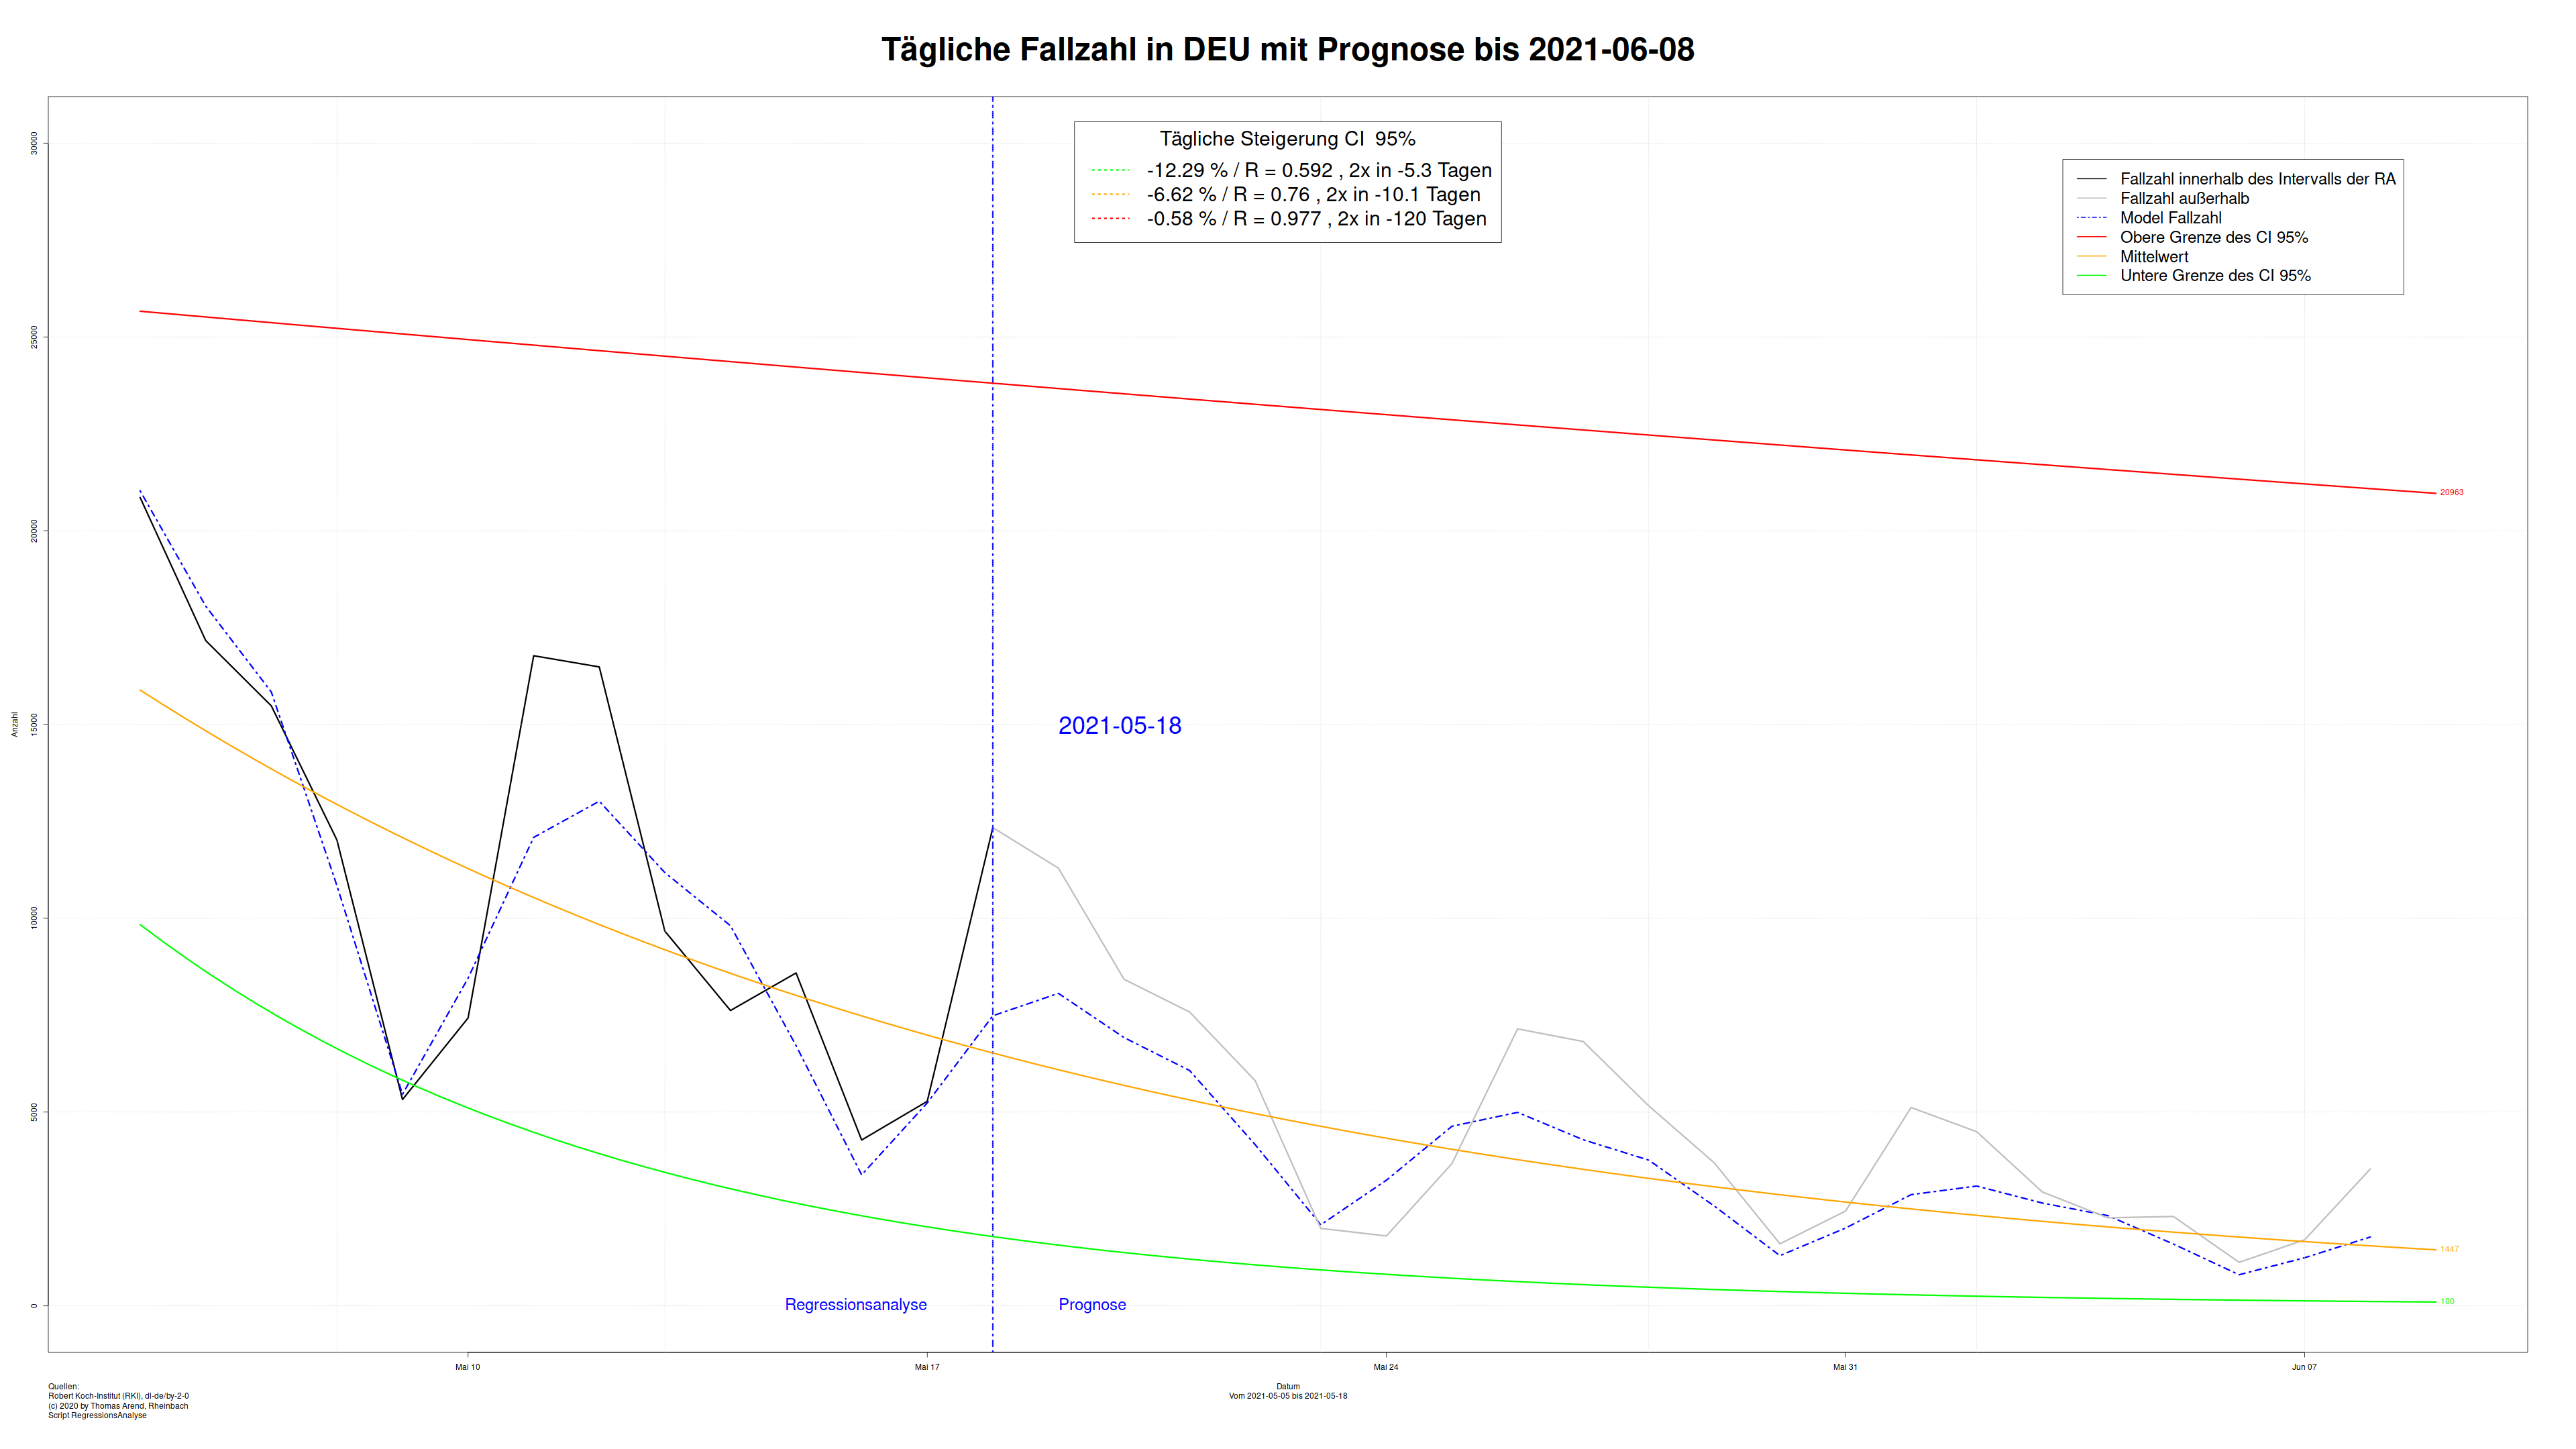 Tägliche Fallzahl in DEU mit Prognose bis 2021-06-08
Tägliche Steigerung CI  95%
-12.29 % / R = 0.592 , 2x in -5.3 Tagen
-6.62 % / R = 0.76 , 2x in -10.1 Tagen
-0.58 % / R = 0.977 , 2x in -120 Tagen
Fallzahl innerhalb des Intervalls der RA
Fallzahl außerhalb
Model Fallzahl
Obere Grenze des CI 95%
Mittelwert
Untere Grenze des CI 95%
30000
25000
20000
15000
10000
5000
0
Anzahl
20963
2021-05-18
1447
190
Regressionsanalyse
Prognose
Mai 10
Mai 17
Mai 24
Mai 31
Jun 07
Datum
Vom 2021-05-05 bis 2021-05-18
Quellen:
Robert Koch-Institut (RKI), dl-de/by-2-0
(c) 2020 by Thomas Arend, Rheinbach
Script RegressionsAnalyse